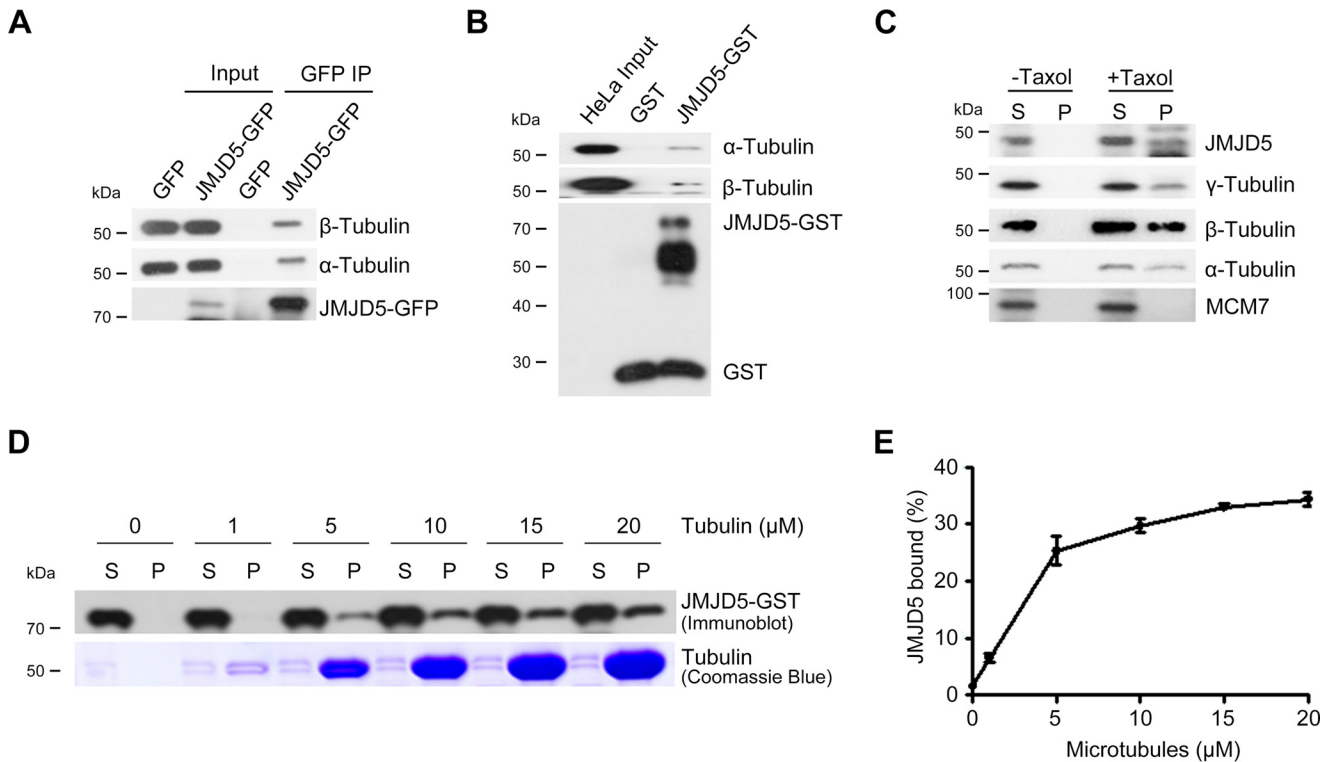 A
Input GFP IP
GFP JMJD5-GFP GFP JMJD5-GFP
kDa
50 β-Tubulin
50 α-Tubulin
70 JMJD5-GFP
B
HeLa Input GST JMJD5-GST
kDa
50 α-Tubulin
50 β-Tubulin
70 JMJD5-GST
50
40
30 GST
C
-Taxol +Taxol
kDa S P S P
50 JMJD5
50 γ-Tubulin
50 β-Tubulin
50 α-Tubulin
100 MCM7
D
0 1 5 10 15 20 Tubulin (μM)
kDa S P S P S P S P S P S P
JMJD5-GST
70 (Immunoblot)
50 Tubulin
(Coomassie Blue)
E
JMJD5 bound (%)
40
30
20
10
0
0 5 10 15 20
Microtubules (μM)